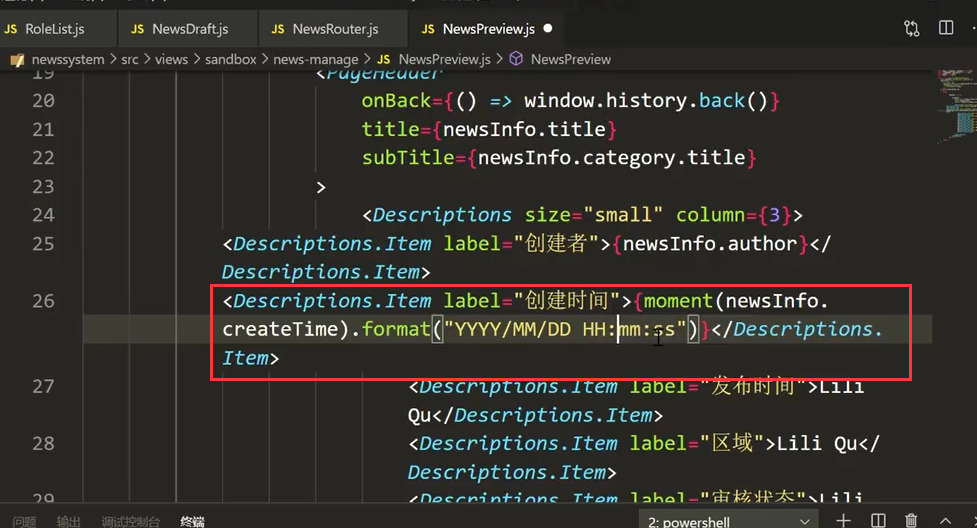 JS RoleList.js JS NewsDraft.js JS NewsRouter.js JS NewsPreview.js ●
newssystem > src > views > sandbox > news-manage > JS NewsPreview.js > NewsPreview
19 <PageHeader
20 onBack={() => window.history.back()}
21 title={newsInfo.title}
22 subTitle={newsInfo.category.title}
23 >
24 <Descriptions size="small" column={3}>
25 <Descriptions.Item label="创建者">{newsInfo.author}</
Descriptions.Item>
26 <Descriptions.Item label="创建时间">{moment(newsInfo.
createTime).format("YYYY/MM/DD HH:mm:ss")}</Descriptions.
Item>
27 <Descriptions.Item label="发布时间">Lili
Qu</Descriptions.Item>
28 <Descriptions.Item label="区域">Lili Qu</
Descriptions.Item>
29 <Descriptions.Item label="审核状态">Lili
问题 输出 调试控制台 终端 2: powershell